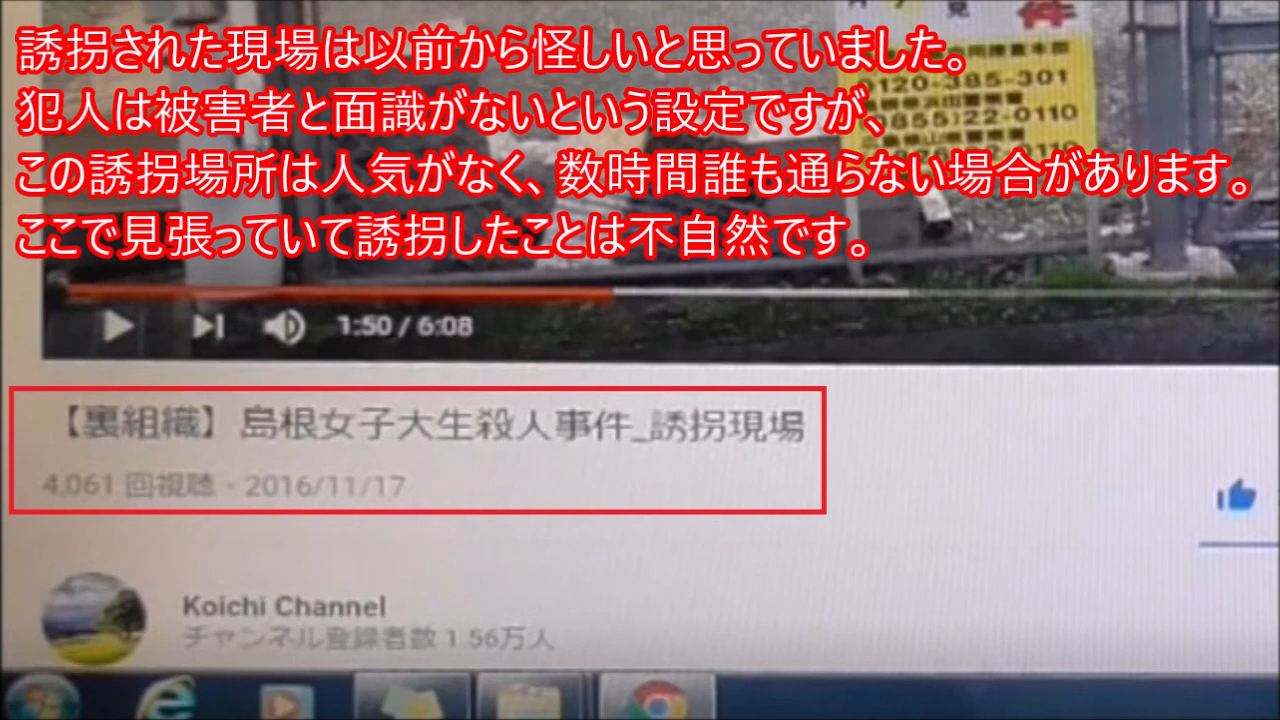 誘拐された現場は以前から怪しいと思っていました。
犯人は被害者と面識がないという設定ですが、
この誘拐場所は人気がなく、数時間誰も通らない場合があります。
ここで見張っていて誘拐したことは不自然です。
件
0120-385-301
0855)22-0110
1:50 / 6:08
【裏組織】島根女子大生殺人事件_誘拐現場
4,061 回視聴・2016/11/17
Koichi Channel
チャンネル登録者数 1.56万人